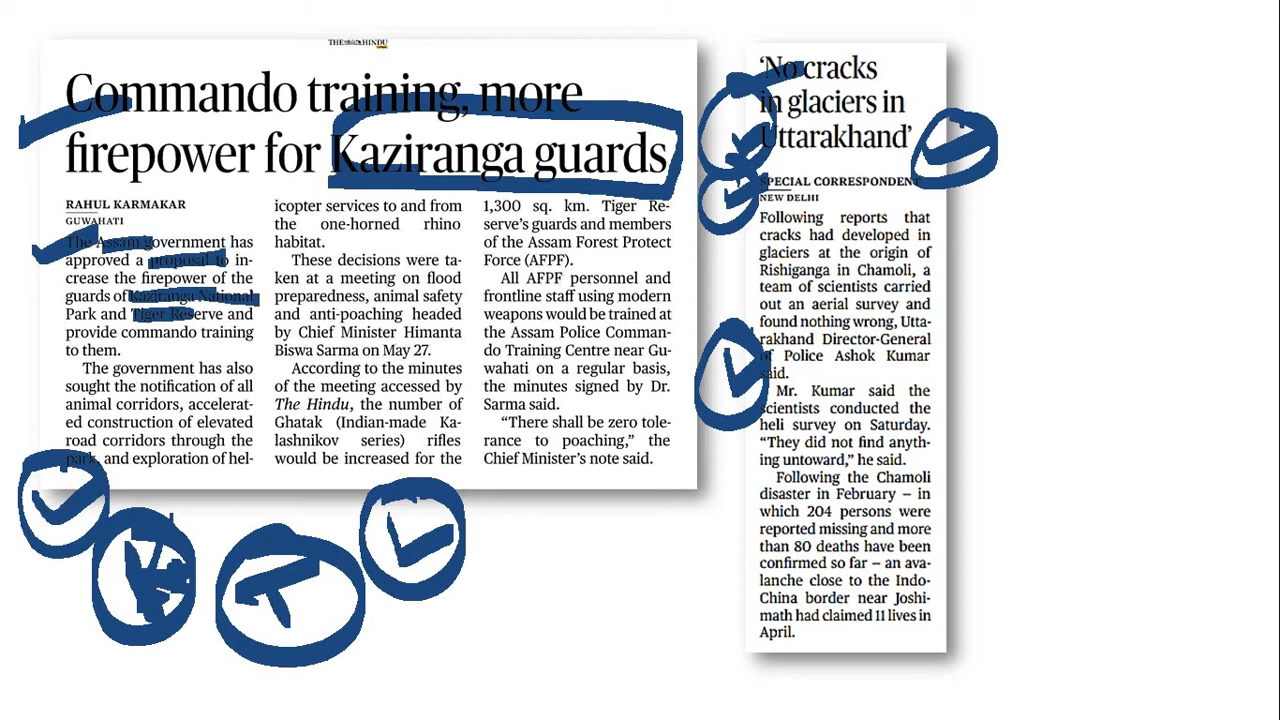 THE HINDU
Commando training, more
firepower for Kaziranga guards
RAHUL KARMAKAR
GUWAHATI
The Assam government has
approved a proposal to in-
crease the firepower of the
guards of Kaziranga National
Park and Tiger Reserve and
provide commando training
to them.
The government has also
sought the notification of all
animal corridors, accelerat-
ed construction of elevated
road corridors through the
park, and exploration of hel-
icopter services to and from
the one-horned rhino
habitat.
These decisions were ta-
ken at a meeting on flood
preparedness, animal safety
and anti-poaching headed
by Chief Minister Himanta
Biswa Sarma on May 27.
According to the minutes
of the meeting accessed by
The Hindu, the number of
Ghatak (Indian-made Ka-
lashnikov series) rifles
would be increased for the
1,300 sq. km. Tiger Re-
serve's guards and members
of the Assam Forest Protect
Force (AFPF).
All AFPF personnel and
frontline staff using modern
weapons would be trained at
the Assam Police Comman-
do Training Centre near Gu-
wahati on a regular basis,
the minutes signed by Dr.
Sarma said.
“There shall be zero tole-
rance to poaching,” the
Chief Minister's note said.
‘No cracks
in glaciers in
Uttarakhand’
SPECIAL CORRESPONDENT
NEW DELHI
Following reports that
cracks had developed in
glaciers at the origin of
Rishiganga in Chamoli, a
team of scientists carried
out an aerial survey and
found nothing wrong, Utta-
rakhand Director-General
of Police Ashok Kumar
said.
Mr. Kumar said the
scientists conducted the
heli survey on Saturday.
“They did not find anyth-
ing untoward,” he said.
Following the Chamoli
disaster in February – in
which 204 persons were
reported missing and more
than 80 deaths have been
confirmed so far – an ava-
lanche close to the Indo-
China border near Joshi-
math had claimed 11 lives in
April.